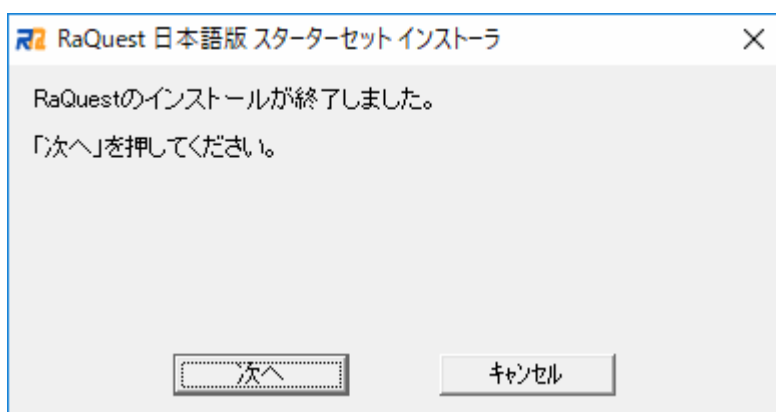 RaQuest 日本語版 スターターセット インストーラ
RaQuestのインストールが終了しました。
「次へ」を押してください。
次へ
キャンセル